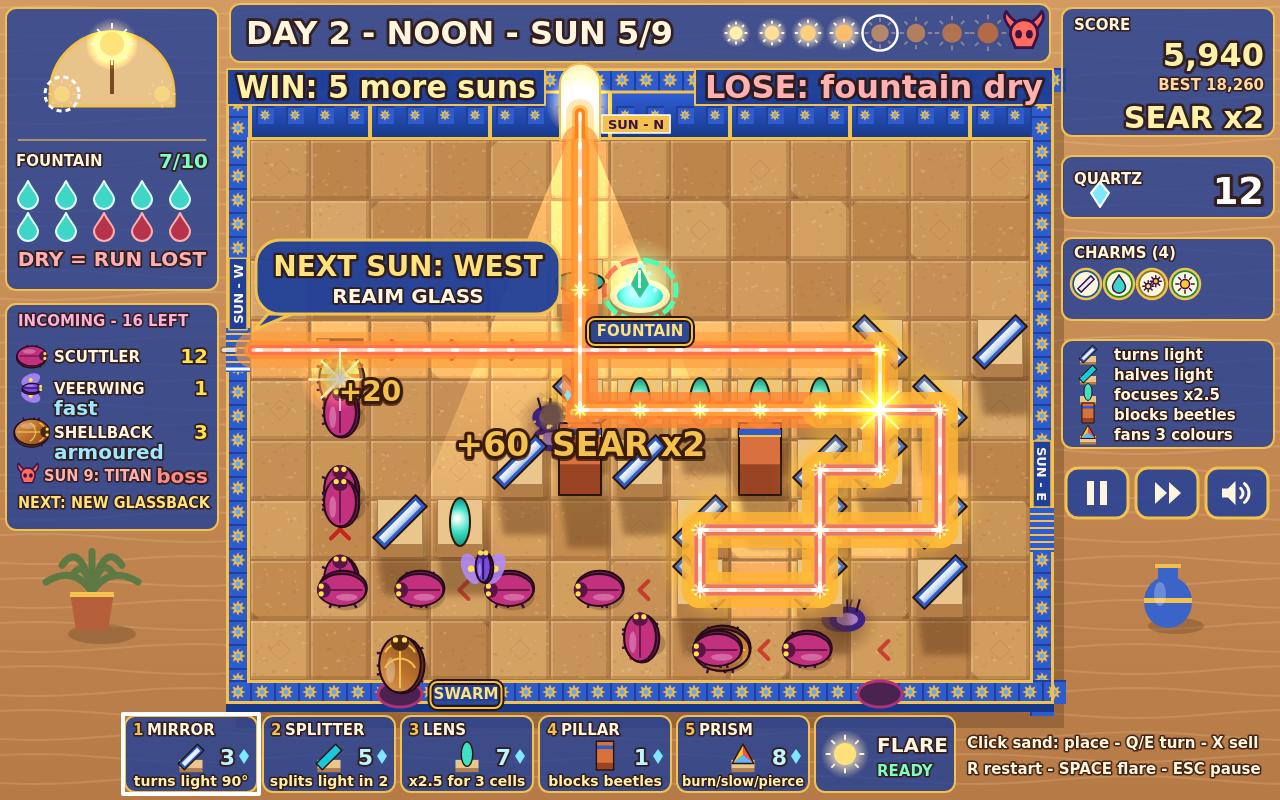 DAY 2 - NOON - SUN 5/9
WIN: 5 more suns
LOSE: fountain dry
SUN - N
FOUNTAIN 7/10
DRY = RUN LOST
INCOMING - 16 LEFT
SCUTTLER 12
VEERWING 1
fast
SHELLBACK 3
armoured
SUN 9: TITAN boss
NEXT: NEW GLASSBACK
SUN - W
NEXT SUN: WEST
REAIM GLASS
FOUNTAIN
+20
+60 SEAR x2
SUN - E
SWARM
SCORE
5,940
BEST 18,260
SEAR x2
QUARTZ 12
CHARMS (4)
turns light
halves light
focuses x2.5
blocks beetles
fans 3 colours
1 MIRROR
3
turns light 90°
2 SPLITTER
5
splits light in 2
3 LENS
7
x2.5 for 3 cells
4 PILLAR
1
blocks beetles
5 PRISM
8
burn/slow/pierce
FLARE
READY
Click sand: place - Q/E turn - X sell
R restart - SPACE flare - ESC pause